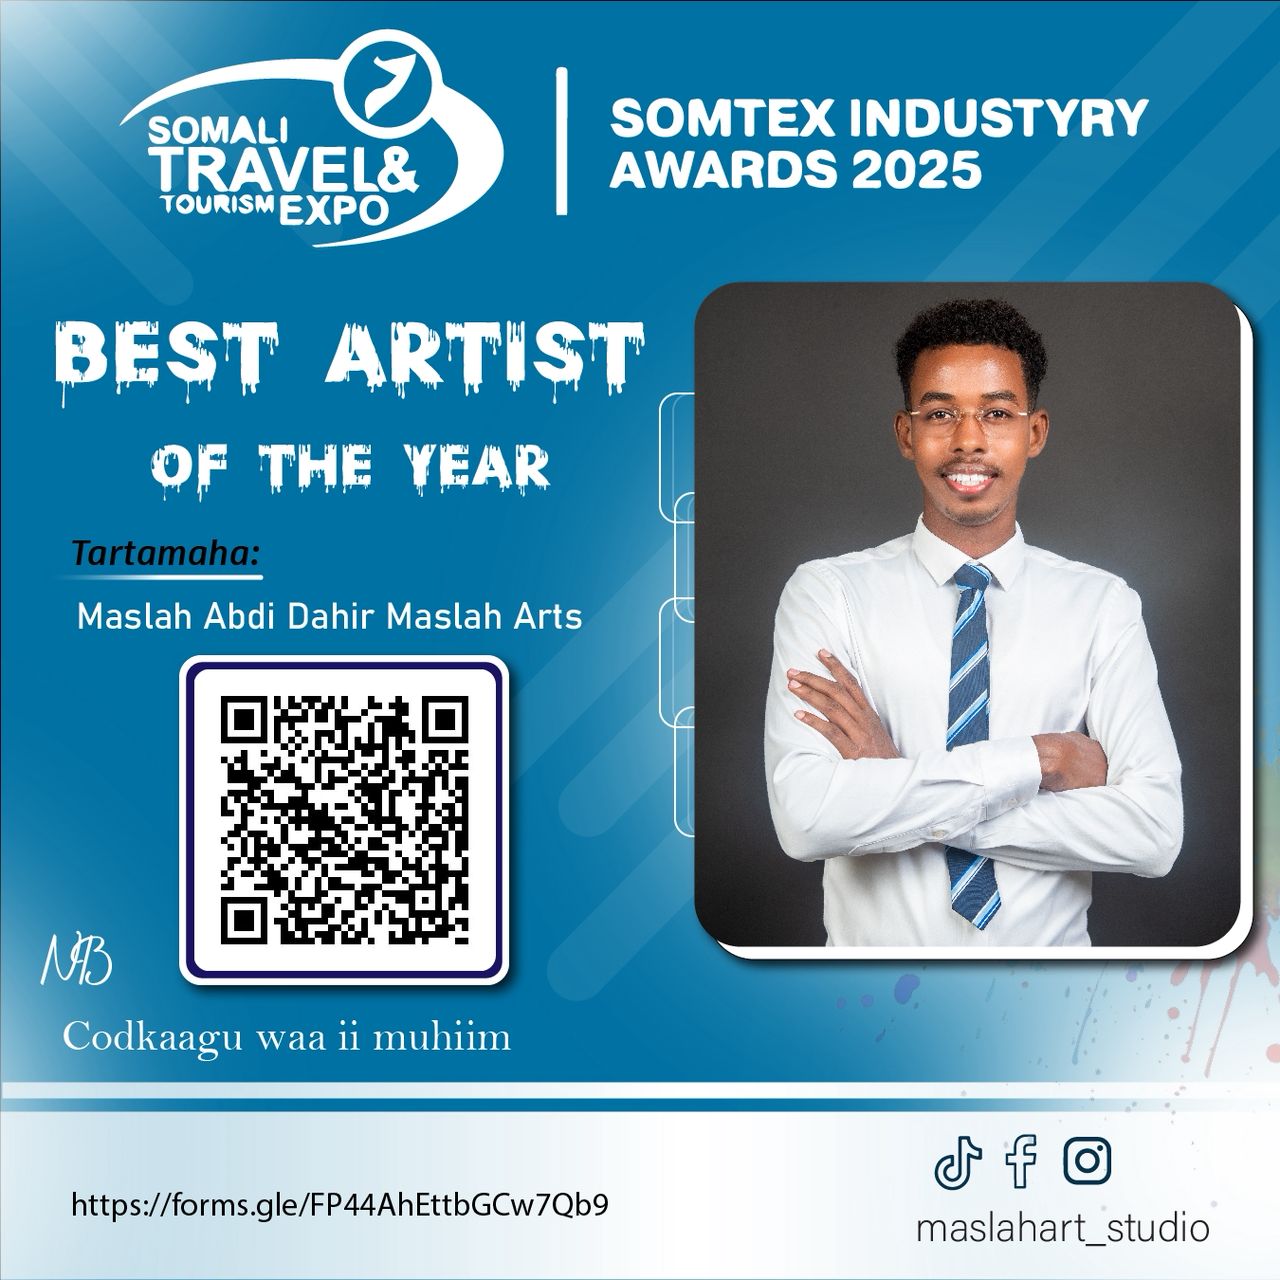 SOMALI
TRAVEL&
TOURISM EXPO
SOMTEX INDUSTYRY
AWARDS 2025
BEST ARTIST
OF THE YEAR
Tartamaha:
Maslah Abdi Dahir Maslah Arts
NB
Codkaagu waa ii muhiim
https://forms.gle/FP44AhEttbGCw7Qb9
maslahart_studio